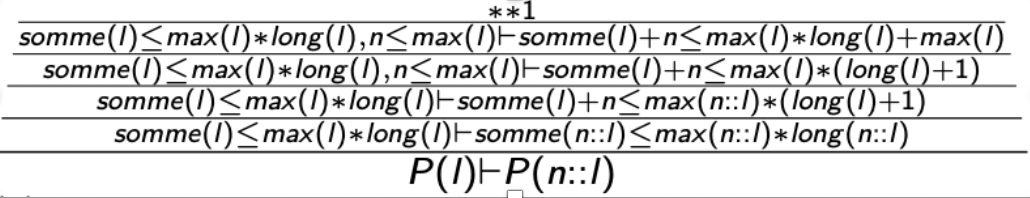 **1
somme(l)≤max(l)*long(l),n≤max(l)⊢somme(l)+n≤max(l)*long(l)+max(l)
somme(l)≤max(l)*long(l),n≤max(l)⊢somme(l)+n≤max(l)*(long(l)+1)
somme(l)≤max(l)*long(l)⊢somme(l)+n≤max(n::l)*(long(l)+1)
somme(l)≤max(l)*long(l)⊢somme(n::l)≤max(n::l)*long(n::l)
P(l)⊢P(n::l)